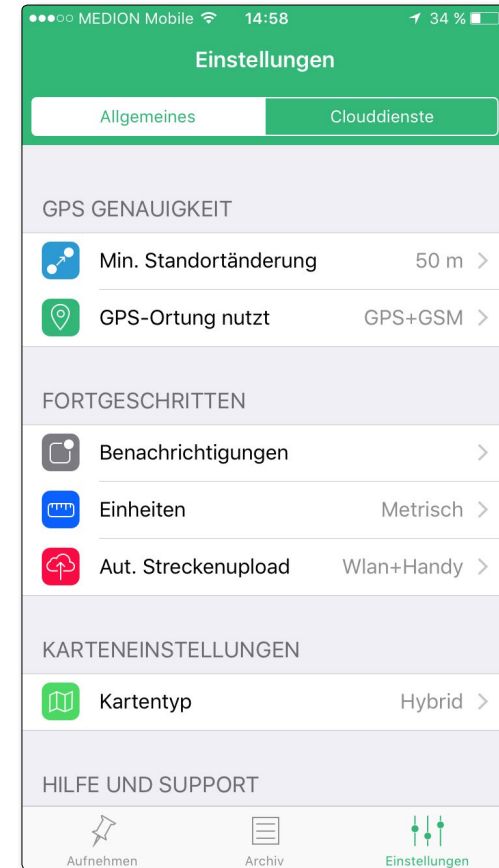 MEDION Mobile 14:58 34 %
Einstellungen
Allgemeines Clouddienste
GPS GENAUIGKEIT
Min. Standortänderung 50 m
GPS-Ortung nutzt GPS+GSM
FORTGESCHRITTEN
Benachrichtigungen
Einheiten Metrisch
Aut. Streckenupload Wlan+Handy
KARTENEINSTELLUNGEN
Kartentyp Hybrid
HILFE UND SUPPORT
Aufnehmen Archiv Einstellungen